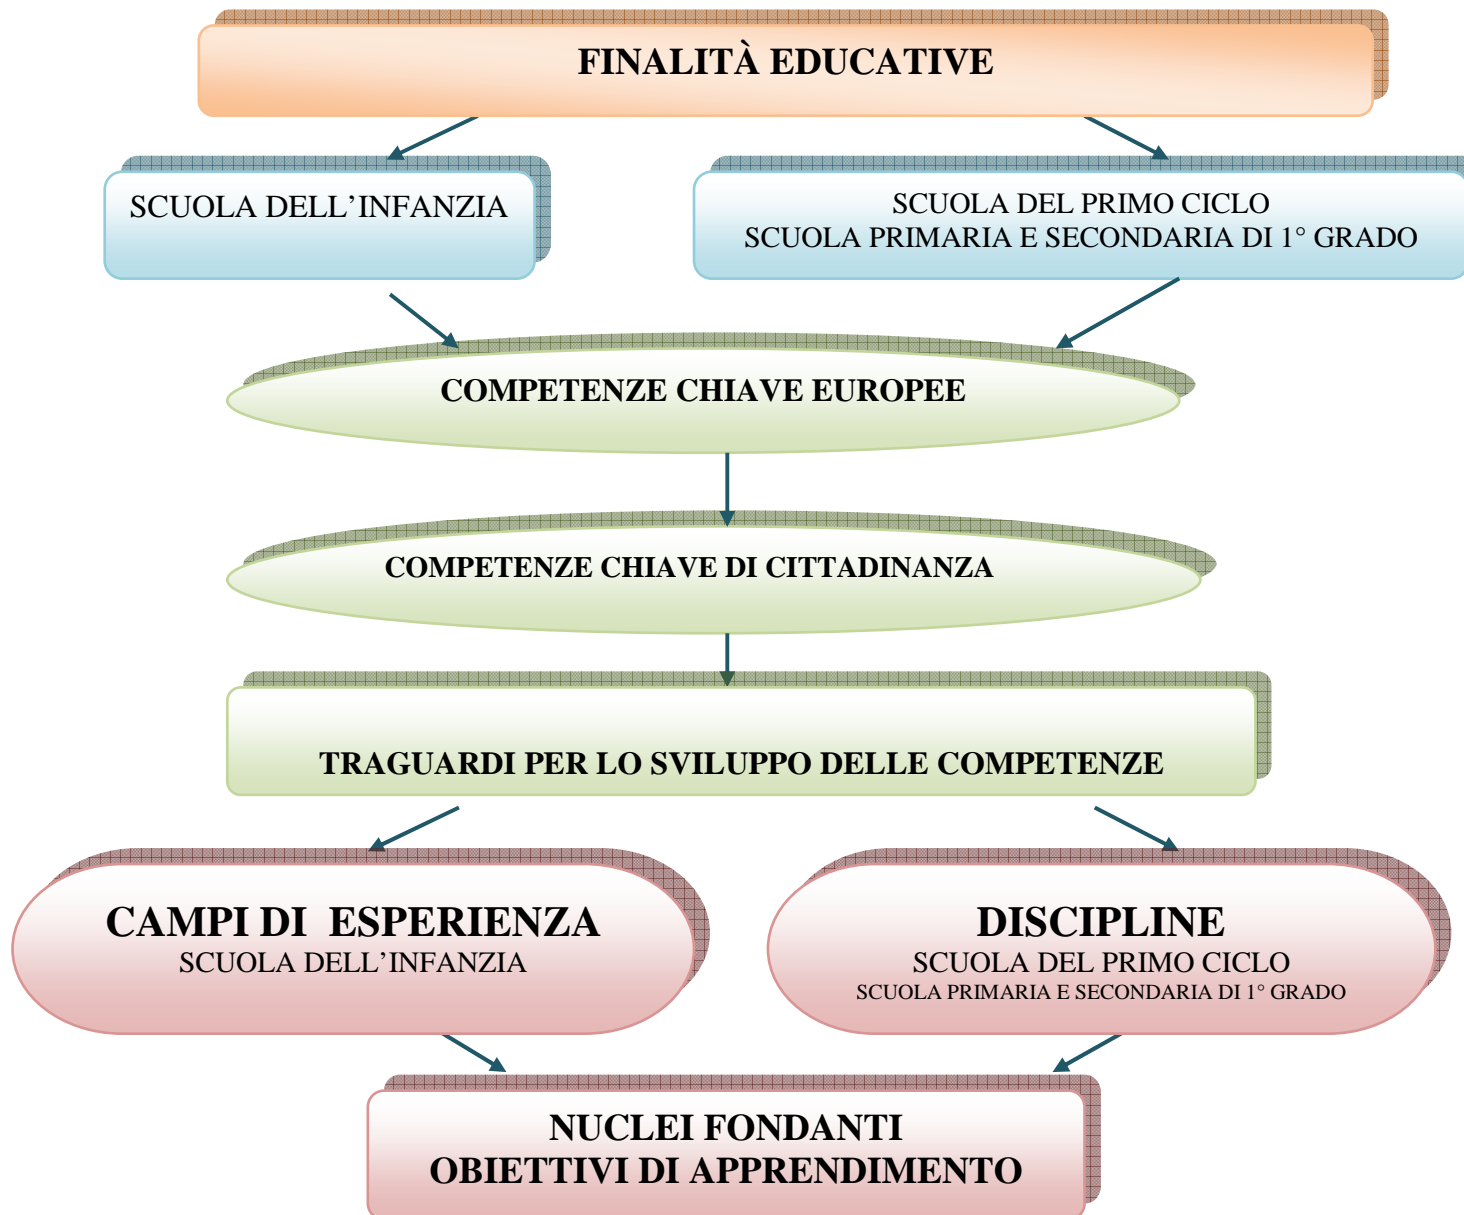 FINALITÀ EDUCATIVE
SCUOLA DELL’INFANZIA
SCUOLA DEL PRIMO CICLO
SCUOLA PRIMARIA E SECONDARIA DI 1° GRADO
COMPETENZE CHIAVE EUROPEE
COMPETENZE CHIAVE DI CITTADINANZA
TRAGUARDI PER LO SVILUPPO DELLE COMPETENZE
CAMPI DI ESPERIENZA
SCUOLA DELL’INFANZIA
DISCIPLINE
SCUOLA DEL PRIMO CICLO
SCUOLA PRIMARIA E SECONDARIA DI 1° GRADO
NUCLEI FONDANTI
OBIETTIVI DI APPRENDIMENTO